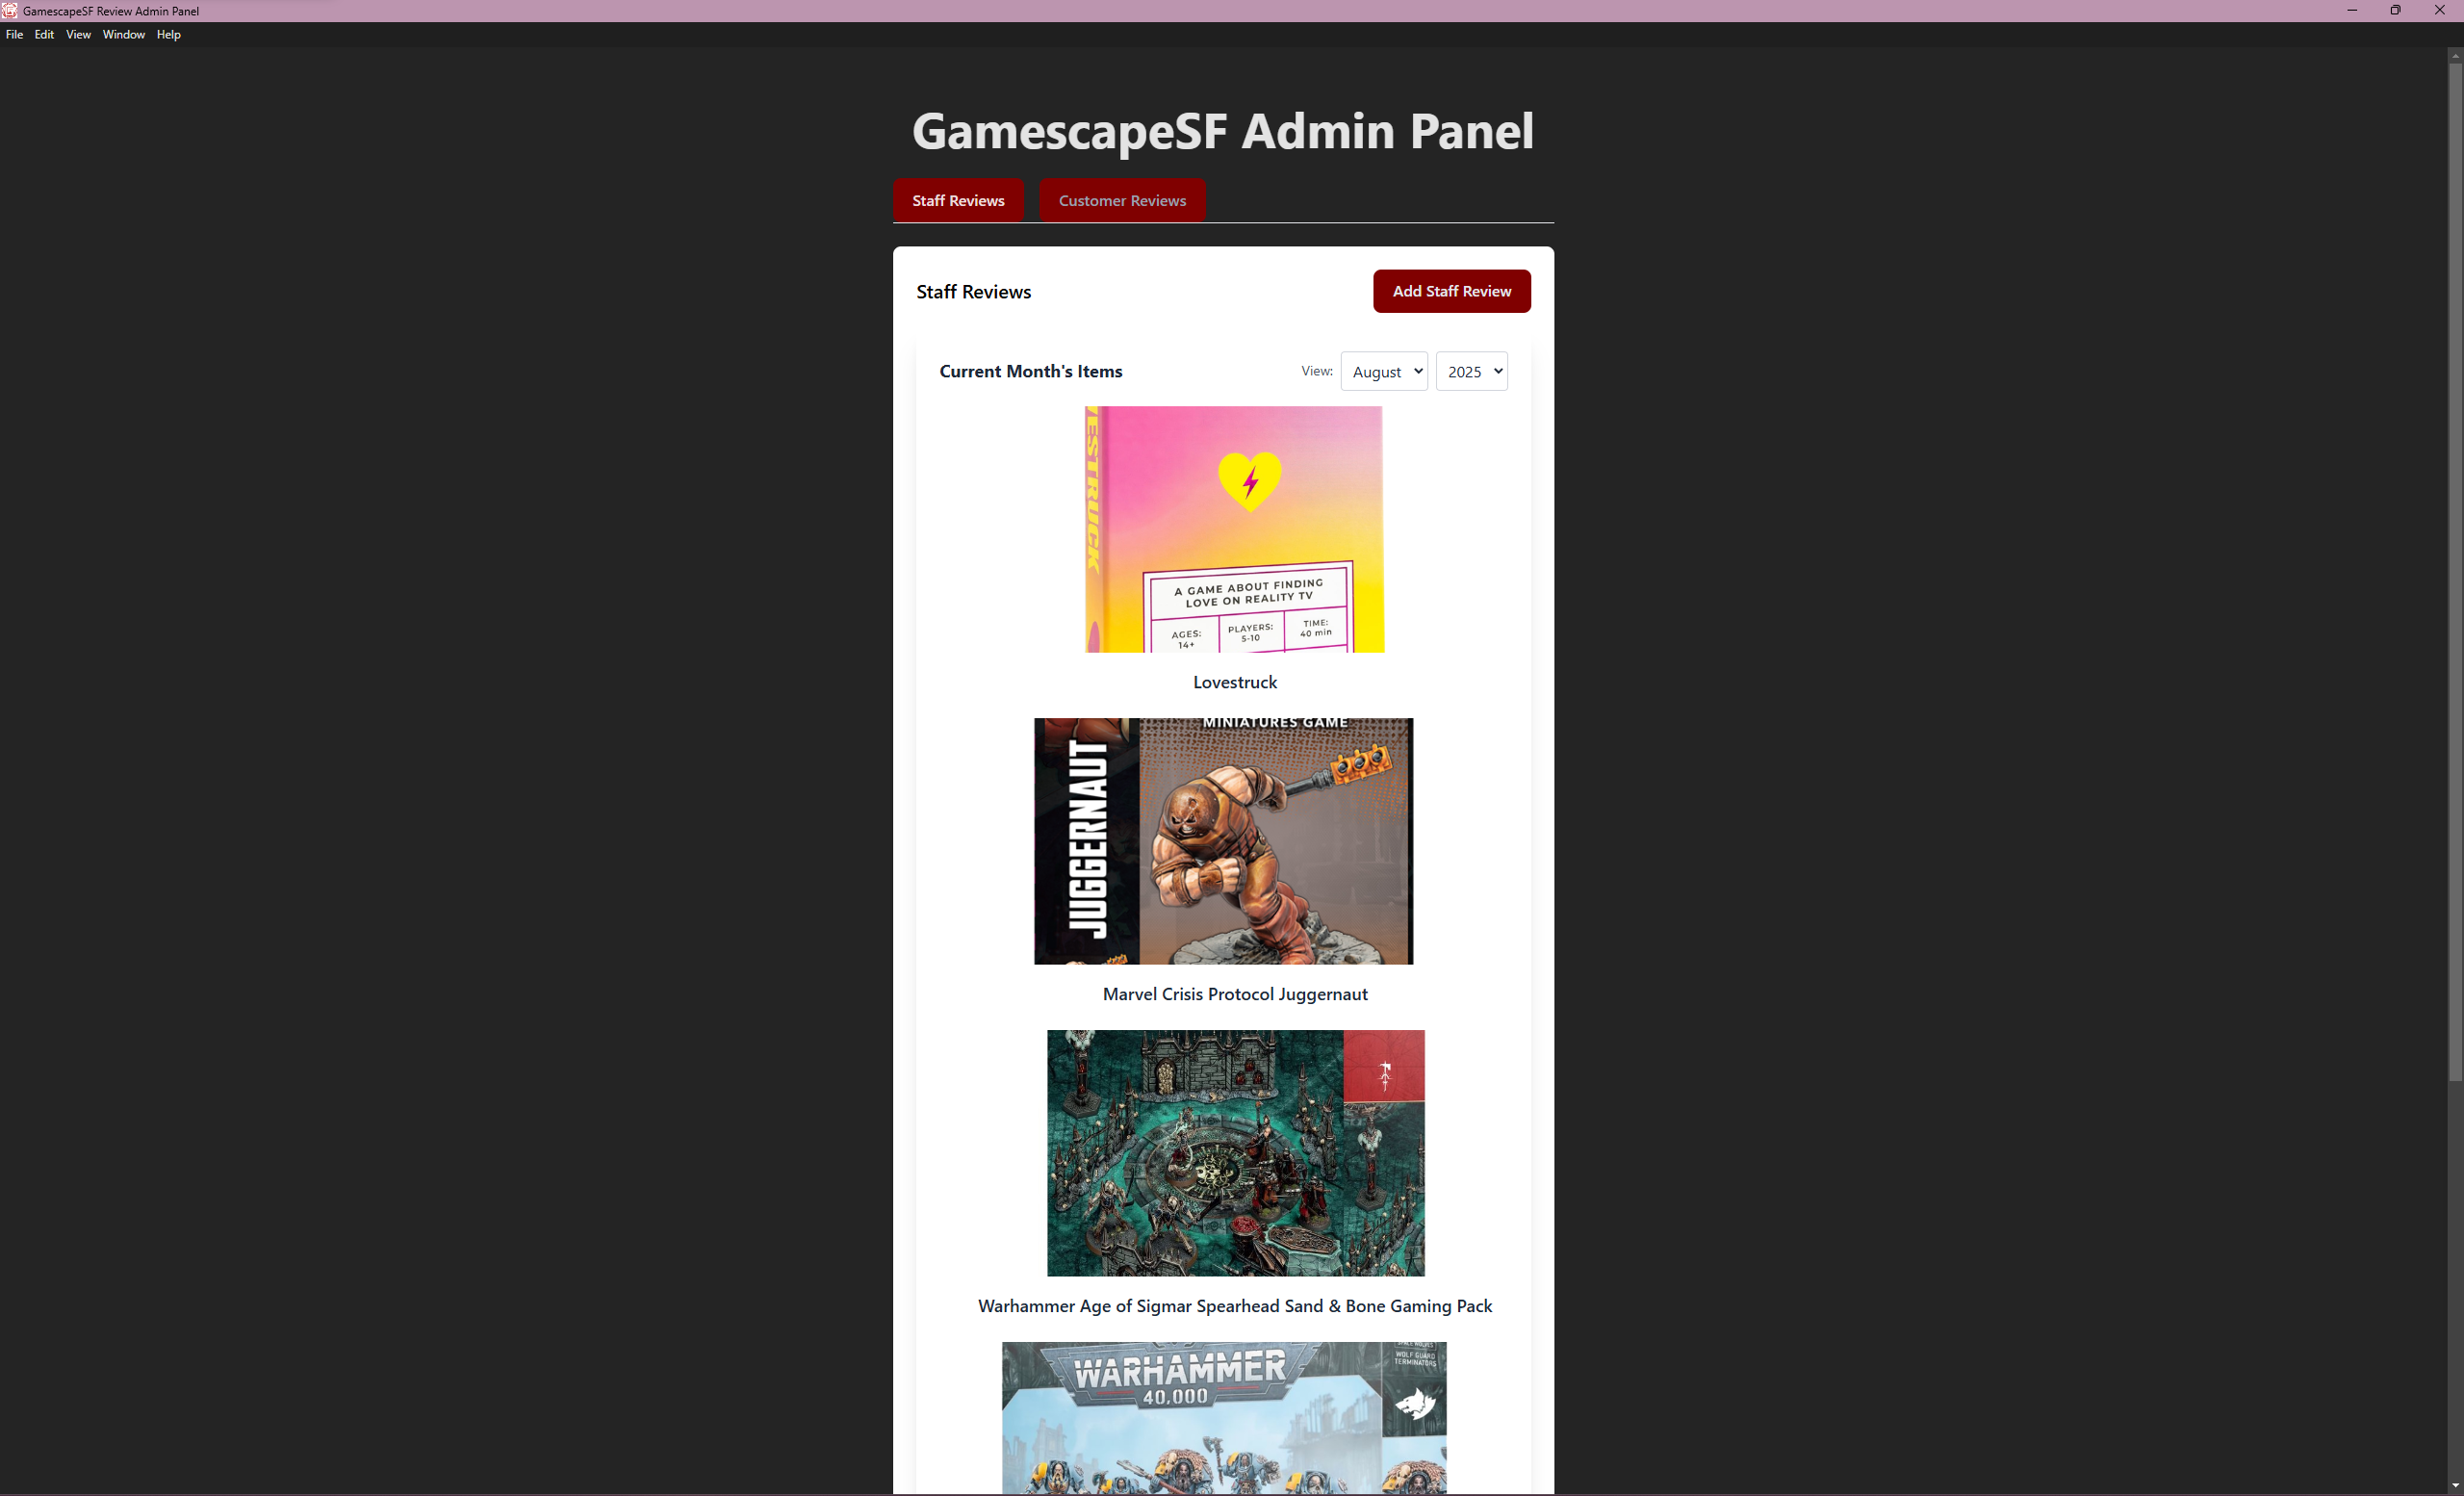 GamescapeSF Review Admin Panel
File Edit View Window Help
GamescapeSF Admin Panel
Staff Reviews Customer Reviews
Staff Reviews Add Staff Review
Current Month's Items View: August 2025
A GAME ABOUT FINDING
LOVE ON REALITY TV
AGES:
14+
PLAYERS:
5-10
TIME:
40 min
Lovestruck
MINIATURES GAME
JUGGERNAUT
Marvel Crisis Protocol Juggernaut
Warhammer Age of Sigmar Spearhead Sand & Bone Gaming Pack
WARHAMMER
40,000
WOLF GUARD
TERMINATORS